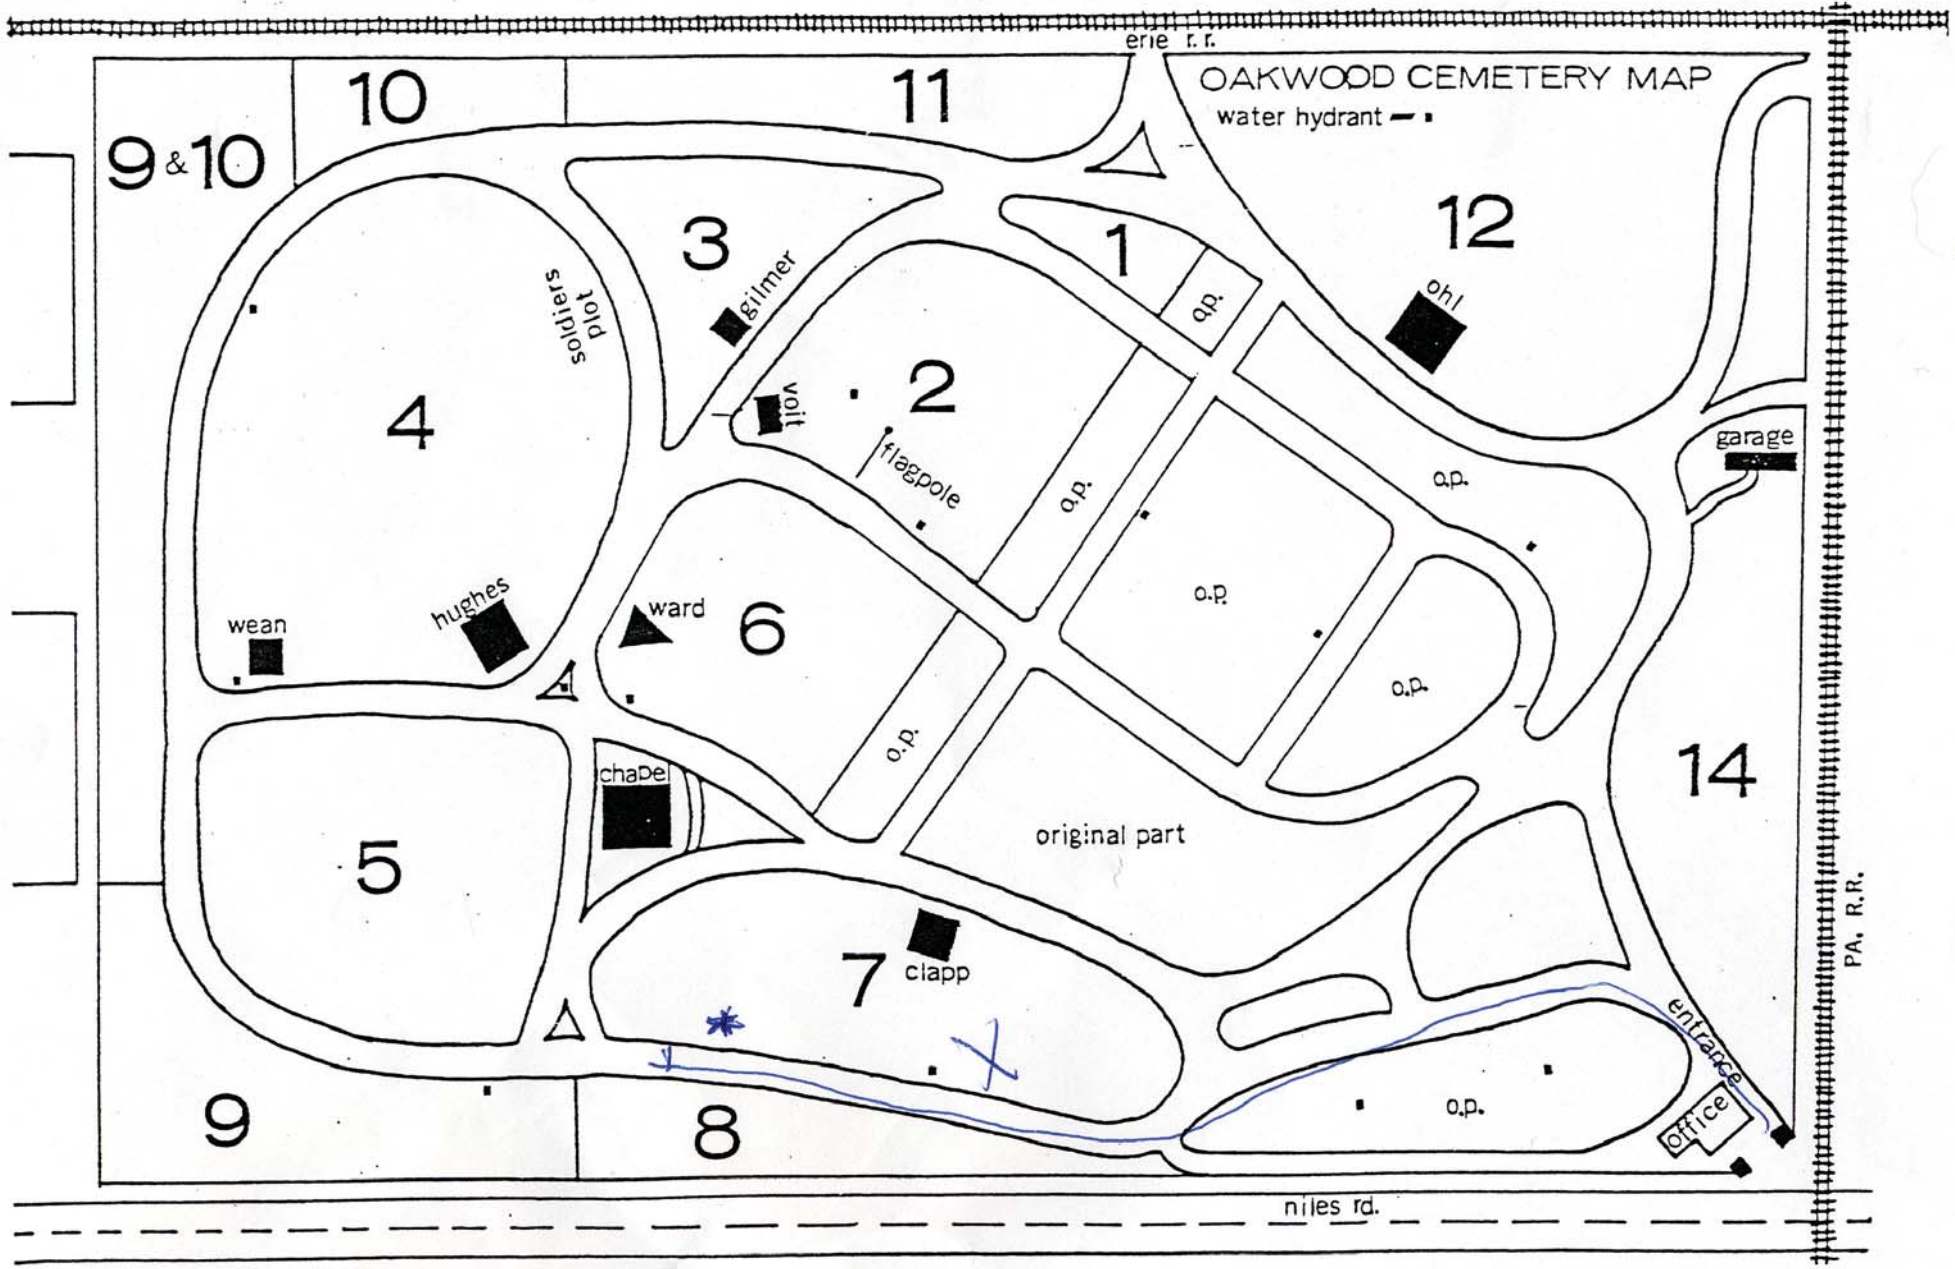 erie r.r.
OAKWOOD CEMETERY MAP
water hydrant
10
11
9 & 10
12
3
1
gilmer
soldiers
plot
o.p.
ohl
4
2
voit
flagpole
garage
o.p.
o.p.
o.p.
hughes
wean
ward
6
o.p.
o.p.
chapel
14
5
original part
PA. R.R.
7
clapp
entrance
office
9
8
o.p.
niles rd.